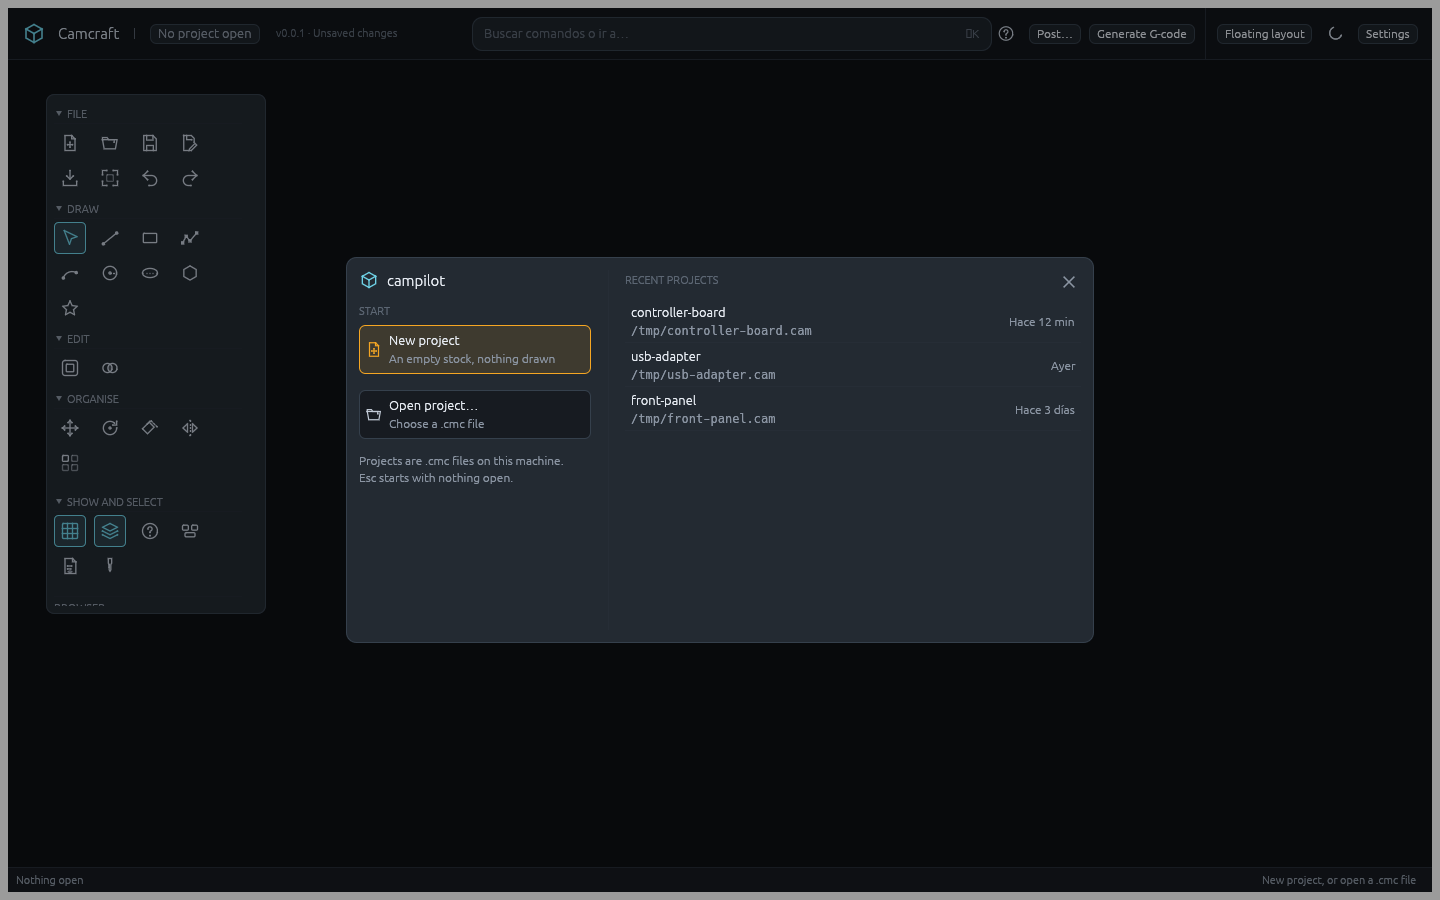 Camcraft
No project open
v0.0.1 · Unsaved changes
Buscar comandos o ir a…
Post…
Generate G-code
Floating layout
Settings
FILE
DRAW
EDIT
ORGANISE
SHOW AND SELECT
BROWSER
campilot
START
New project
An empty stock, nothing drawn
Open project…
Choose a .cmc file
Projects are .cmc files on this machine.
Esc starts with nothing open.
RECENT PROJECTS
controller-board
/tmp/controller-board.cam
Hace 12 min
usb-adapter
/tmp/usb-adapter.cam
Ayer
front-panel
/tmp/front-panel.cam
Hace 3 días
Nothing open
New project, or open a .cmc file